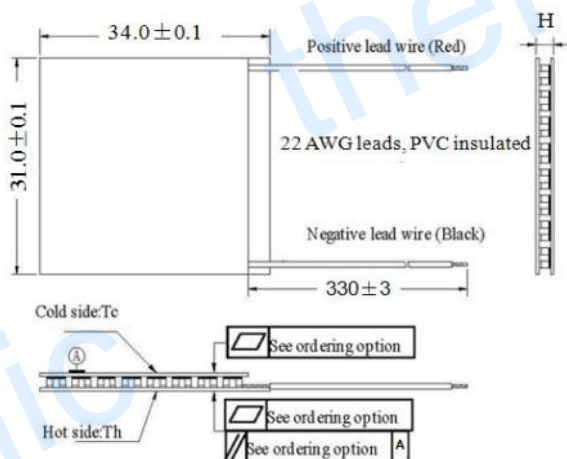 34.0±0.1
H
Positive lead wire (Red)
31.0±0.1
22 AWG leads, PVC insulated
Negative lead wire (Black)
330±3
Cold side:Tc
A
See ordering option
Hot side:Th
See ordering option
See ordering option A